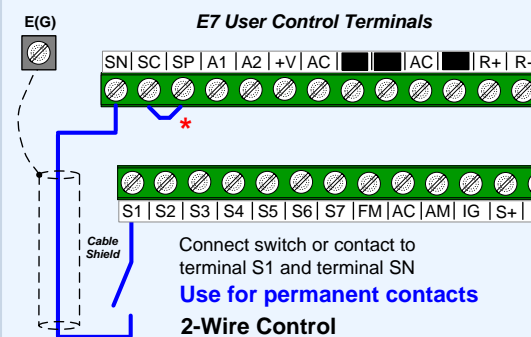 E(G)
E7 User Control Terminals
SN SC SP A1 A2 +V AC AC R+ R-
*
S1 S2 S3 S4 S5 S6 S7 FM AC AM IG S+
Cable
Shield
Connect switch or contact to
terminal S1 and terminal SN
Use for permanent contacts
2-Wire Control